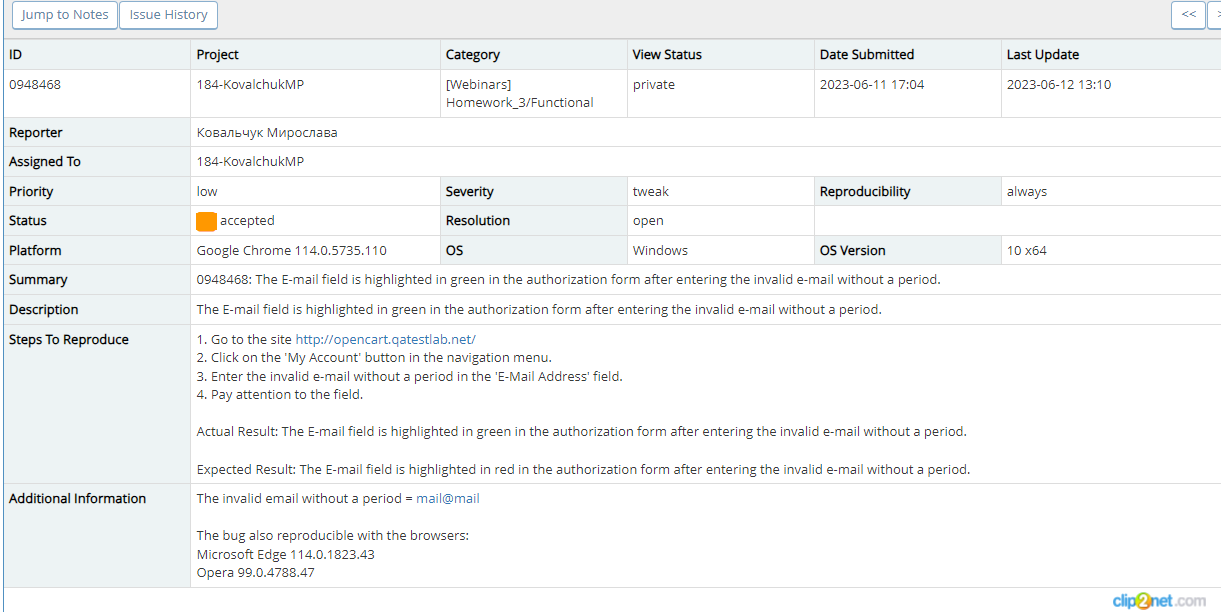 Jump to Notes Issue History <<
ID Project Category View Status Date Submitted Last Update
0948468 184-KovalchukMP [Webinars] private 2023-06-11 17:04 2023-06-12 13:10
Homework_3/Functional
Reporter Ковальчук Мирослава
Assigned To 184-KovalchukMP
Priority low Severity tweak Reproducibility always
Status accepted Resolution open
Platform Google Chrome 114.0.5735.110 OS Windows OS Version 10 x64
Summary 0948468: The E-mail field is highlighted in green in the authorization form after entering the invalid e-mail without a period.
Description The E-mail field is highlighted in green in the authorization form after entering the invalid e-mail without a period.
Steps To Reproduce 1. Go to the site http://opencart.qatestlab.net/
2. Click on the 'My Account' button in the navigation menu.
3. Enter the invalid e-mail without a period in the 'E-Mail Address' field.
4. Pay attention to the field.
Actual Result: The E-mail field is highlighted in green in the authorization form after entering the invalid e-mail without a period.
Expected Result: The E-mail field is highlighted in red in the authorization form after entering the invalid e-mail without a period.
Additional Information The invalid email without a period = mail@mail
The bug also reproducible with the browsers:
Microsoft Edge 114.0.1823.43
Opera 99.0.4788.47
clip2net.com